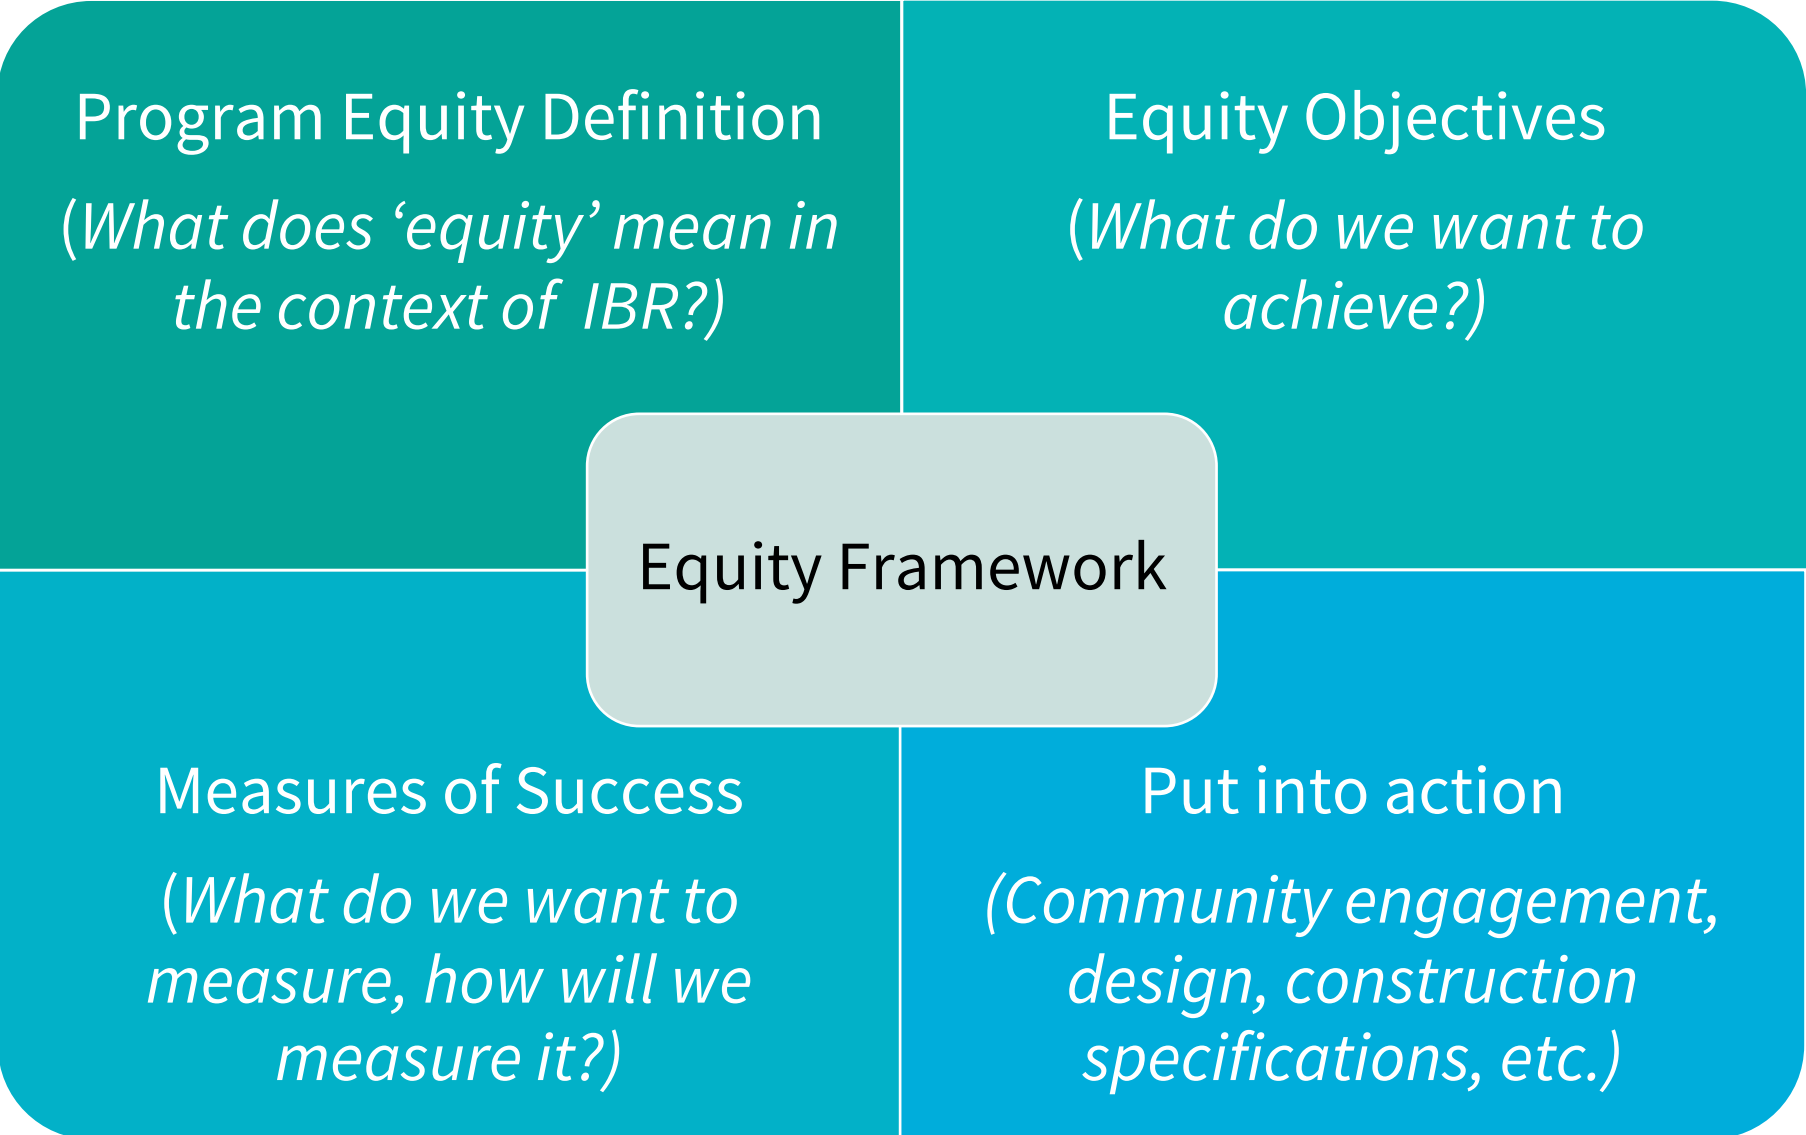 Program Equity Definition
(What does ‘equity’ mean in
the context of  IBR?)
Equity Objectives
(What do we want to
achieve?)
Equity Framework
Measures of Success
(What do we want to
measure, how will we
measure it?)
Put into action
(Community engagement,
design, construction
specifications, etc.)